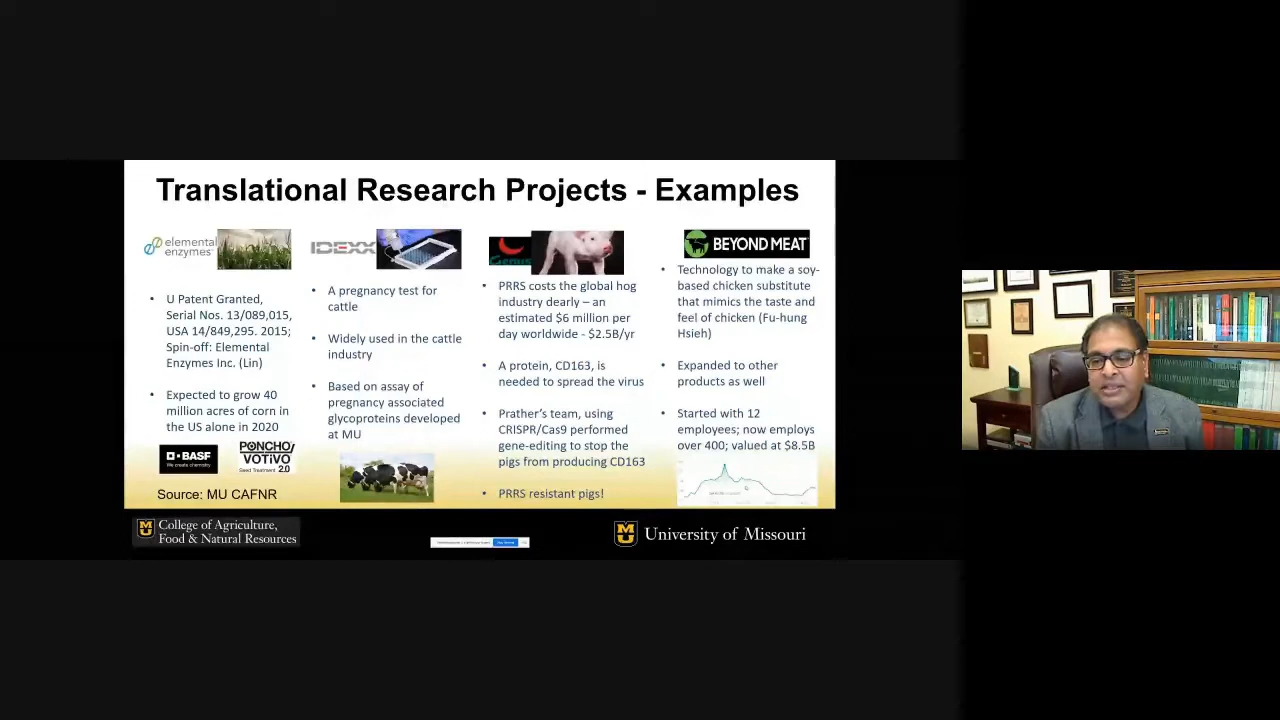 Translational Research Projects - Examples
elemental
enzymes
• U Patent Granted,
Serial Nos. 13/089,015,
USA 14/849,295. 2015;
Spin-off: Elemental
Enzymes Inc. (Lin)
• Expected to grow 40
million acres of corn in
the US alone in 2020
BASF
We create chemistry
PONCHO/
VOTiVO
Seed Treatment 2.0
Source: MU CAFNR
IDEXX
• A pregnancy test for
cattle
• Widely used in the cattle
industry
• Based on assay of
pregnancy associated
glycoproteins developed
at MU
Genus
• PRRS costs the global hog
industry dearly – an
estimated $6 million per
day worldwide - $2.5B/yr
• A protein, CD163, is
needed to spread the virus
• Prather's team, using
CRISPR/Cas9 performed
gene-editing to stop the
pigs from producing CD163
• PRRS resistant pigs!
BEYOND MEAT
• Technology to make a soy-
based chicken substitute
that mimics the taste and
feel of chicken (Fu-hung
Hsieh)
• Expanded to other
products as well
• Started with 12
employees; now employs
over 400; valued at $8.5B
College of Agriculture,
Food & Natural Resources
University of Missouri